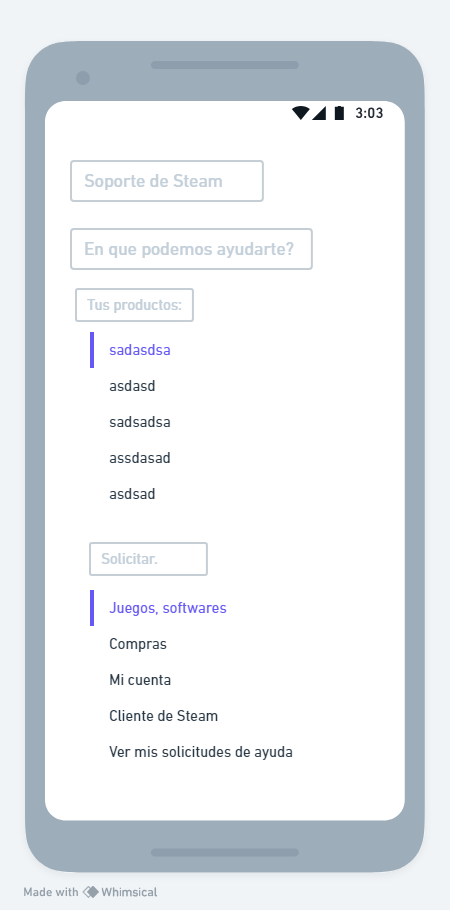 3:03
Soporte de Steam
En que podemos ayudarte?
Tus productos:
sadasdsa
asdasd
sadsadsa
assdasad
asdsad
Solicitar.
Juegos, softwares
Compras
Mi cuenta
Cliente de Steam
Ver mis solicitudes de ayuda
Made with Whimsical